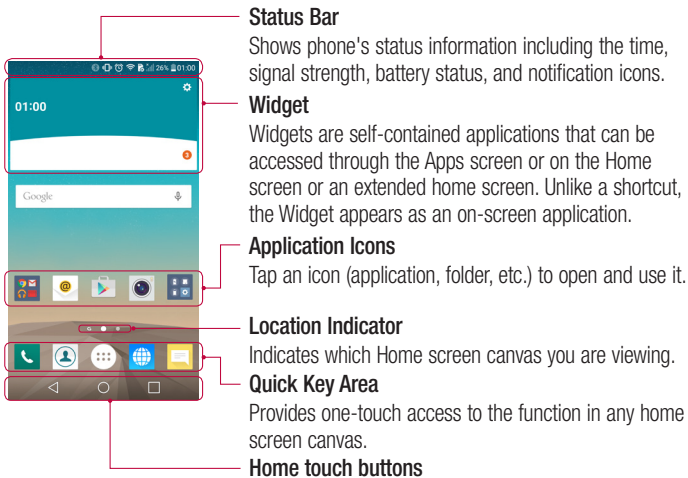 Status Bar
Shows phone's status information including the time,
signal strength, battery status, and notification icons.
Widget
Widgets are self-contained applications that can be
accessed through the Apps screen or on the Home
screen or an extended home screen. Unlike a shortcut,
the Widget appears as an on-screen application.
Application Icons
Tap an icon (application, folder, etc.) to open and use it.
Location Indicator
Indicates which Home screen canvas you are viewing.
Quick Key Area
Provides one-touch access to the function in any home
screen canvas.
Home touch buttons
26% 01:00
01:00
3
Google
@